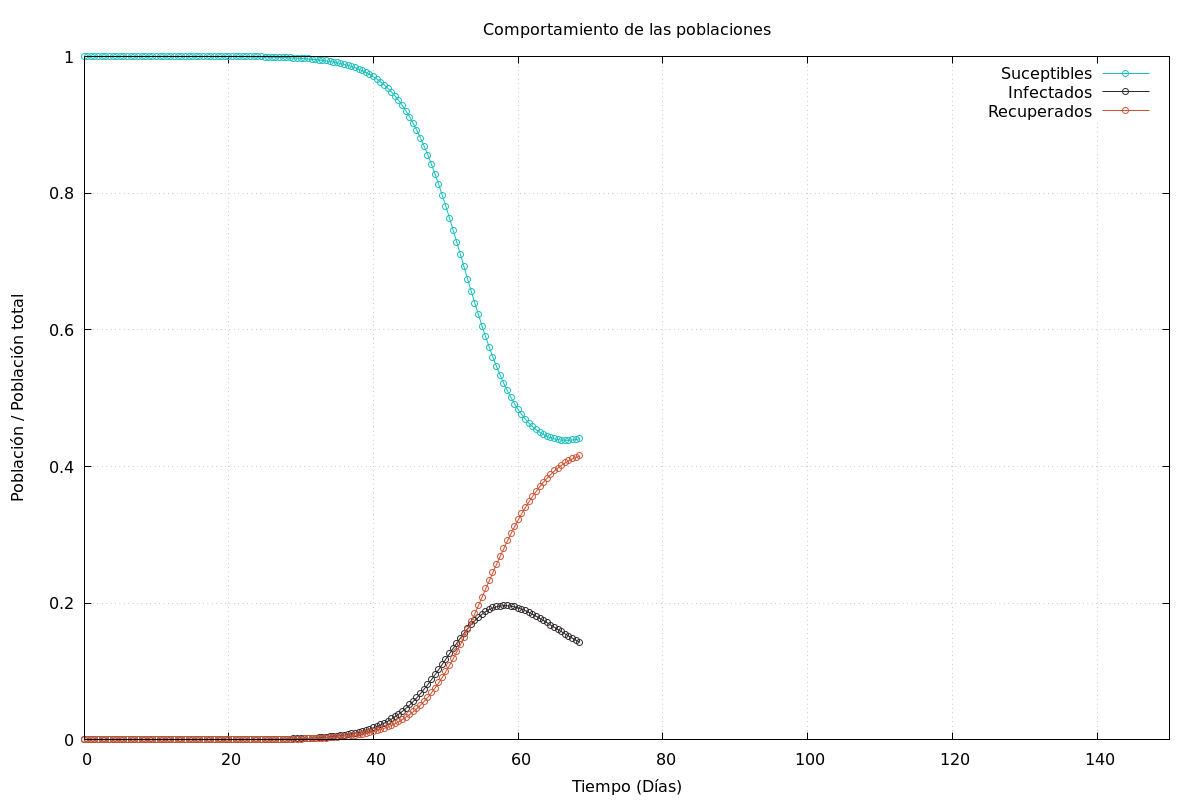 Comportamiento de las poblaciones
Suceptibles
Infectados
Recuperados
Población / Población total
1
0.8
0.6
0.4
0.2
0
0 20 40 60 80 100 120 140
Tiempo (Días)